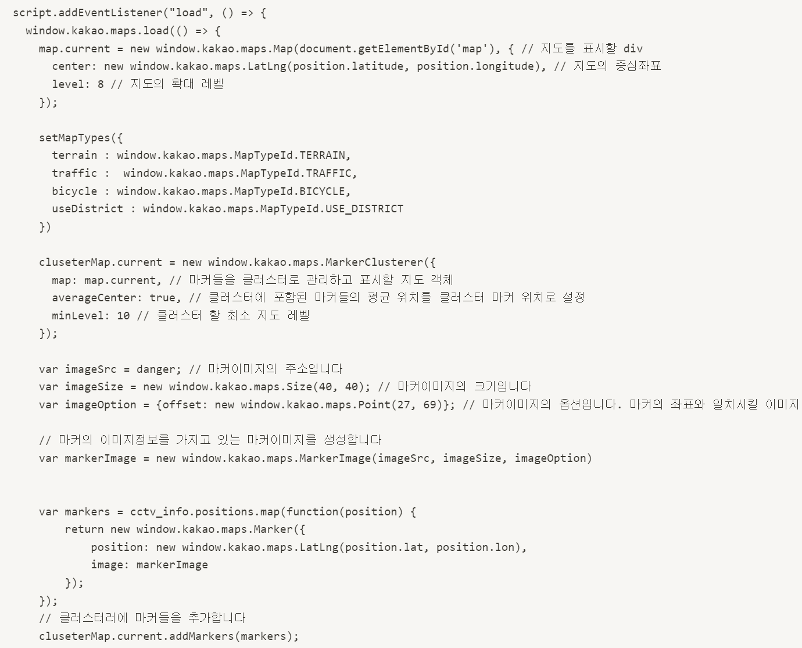 script.addEventListener("load", () => {
window.kakao.maps.load(() => {
map.current = new window.kakao.maps.Map(document.getElementById('map'), { // 지도를 표시할 div
center: new window.kakao.maps.LatLng(position.latitude, position.longitude), // 지도의 중심좌표
level: 8 // 지도의 확대 레벨
});
setMapTypes({
terrain : window.kakao.maps.MapTypeId.TERRAIN,
traffic :  window.kakao.maps.MapTypeId.TRAFFIC,
bicycle : window.kakao.maps.MapTypeId.BICYCLE,
useDistrict : window.kakao.maps.MapTypeId.USE_DISTRICT
})
cluseterMap.current = new window.kakao.maps.MarkerClusterer({
map: map.current, // 마커들을 클러스터로 관리하고 표시할 지도 객체
averageCenter: true, // 클러스터에 포함된 마커들의 평균 위치를 클러스터 마커 위치로 설정
minLevel: 10 // 클러스터 할 최소 지도 레벨
});
var imageSrc = danger; // 마커이미지의 주소입니다
var imageSize = new window.kakao.maps.Size(40, 40); // 마커이미지의 크기입니다
var imageOption = {offset: new window.kakao.maps.Point(27, 69)}; // 마커이미지의 옵션입니다. 마커의 좌표와 일치시킬 이미지
// 마커의 이미지정보를 가지고 있는 마커이미지를 생성합니다
var markerImage = new window.kakao.maps.MarkerImage(imageSrc, imageSize, imageOption)
var markers = cctv_info.positions.map(function(position) {
return new window.kakao.maps.Marker({
position: new window.kakao.maps.LatLng(position.lat, position.lon),
image: markerImage
});
});
// 클러스터러에 마커들을 추가합니다
cluseterMap.current.addMarkers(markers);